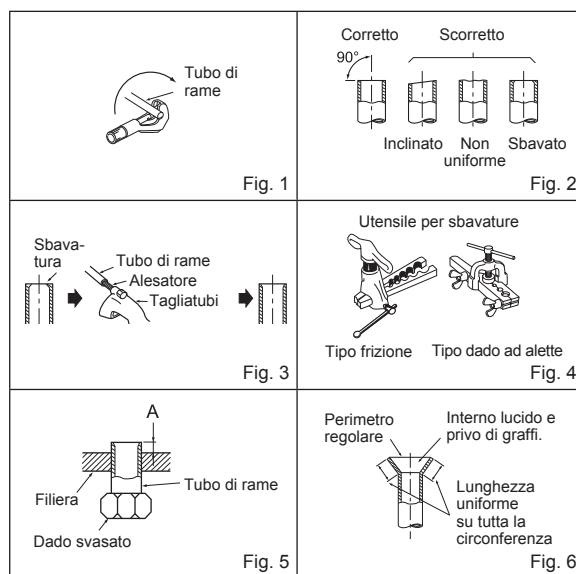 Tubo di
rame
Fig. 1
Corretto
Scorretto
90°
Inclinato
Non
uniforme
Sbavato
Fig. 2
Sbava-
tura
Tubo di rame
Alesatore
Tagliatubi
Fig. 3
Utensile per sbavature
Tipo frizione
Tipo dado ad alette
Fig. 4
A
Filiera
Tubo di rame
Dado svasato
Fig. 5
Perimetro
regolare
Interno lucido e
privo di graffi.
Lunghezza
uniforme
su tutta la
circonferenza
Fig. 6